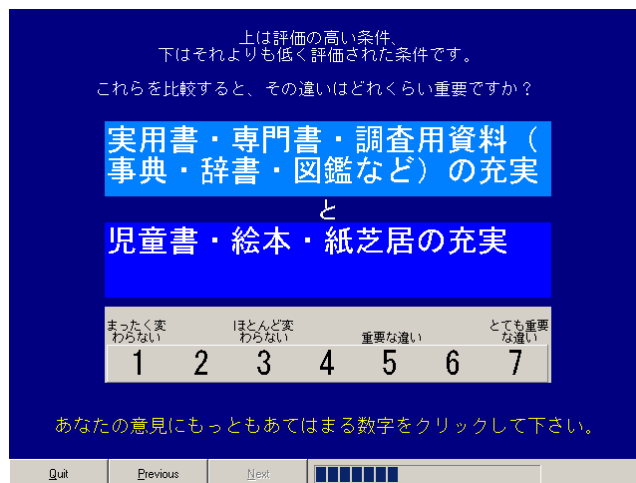 上は評価の高い条件、
下はそれよりも低く評価された条件です。
これらを比較すると、その違いはどれくらい重要ですか？
実用書・専門書・調査用資料（
事典・辞書・図鑑など）の充実
と
児童書・絵本・紙芝居の充実
まったく変
わらない
ほとんど変
わらない
重要な違い
とても重要
な違い
1 2 3 4 5 6 7
あなたの意見にもっともあてはまる数字をクリックして下さい。
Quit Previous Next